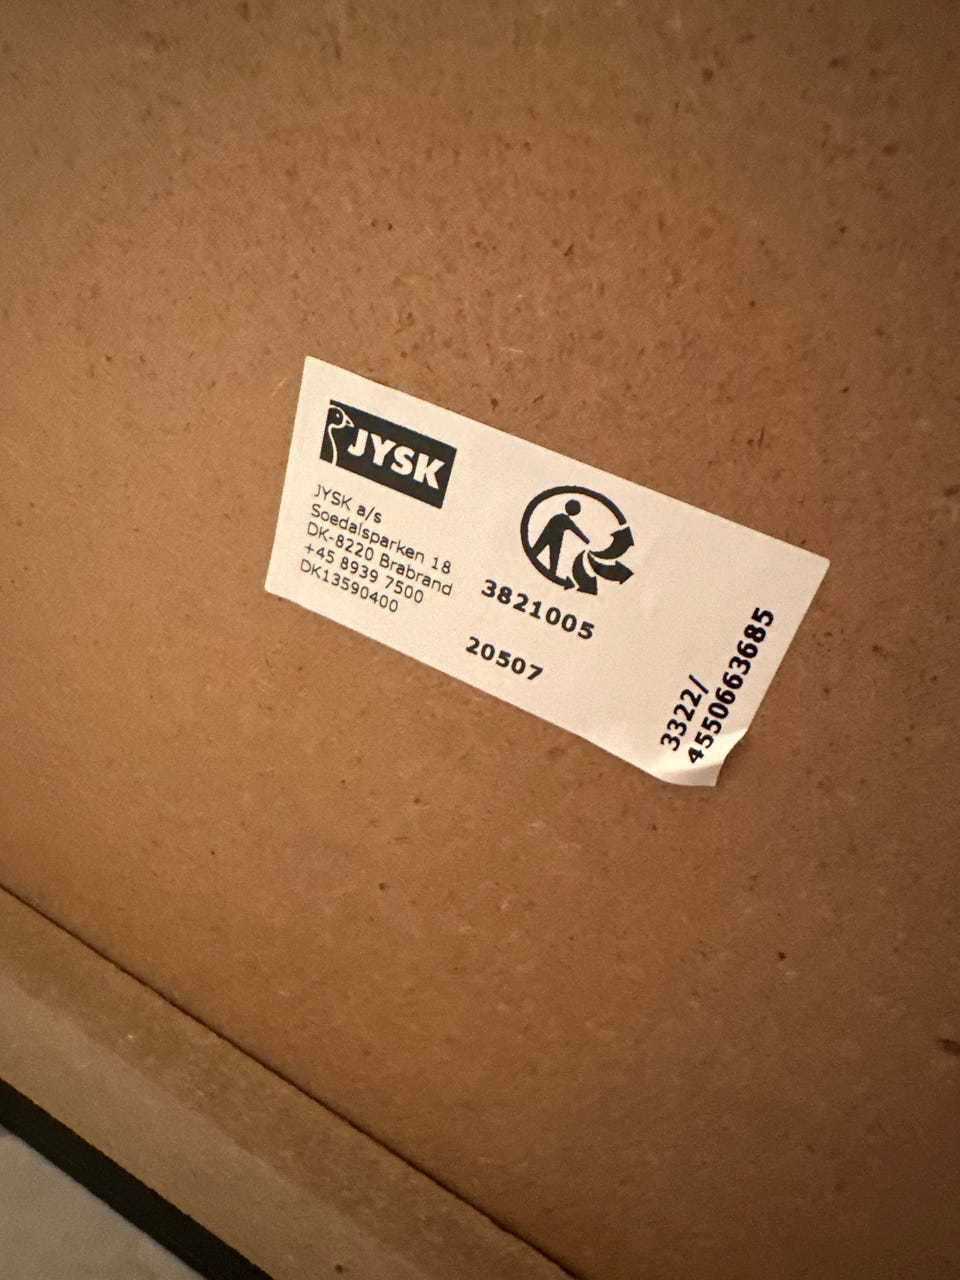 JYSK
JYSK a/s
Soedalsparken 18
DK-8220 Brabrand
+45 8939 7500
DK13590400
3821005
20507
3322/
4550663685